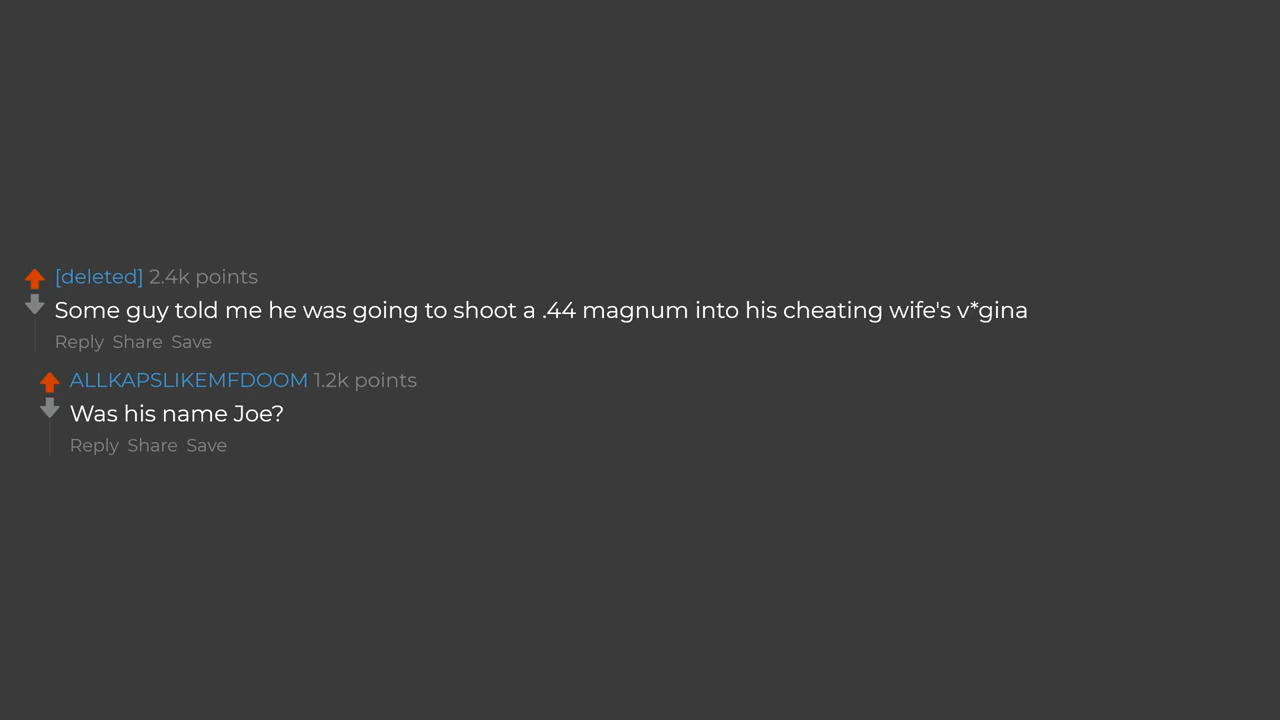 [deleted] 2.4k points
Some guy told me he was going to shoot a .44 magnum into his cheating wife's v*gina
Reply Share Save
ALLKAPSLIKEMFDOOM 1.2k points
Was his name Joe?
Reply Share Save